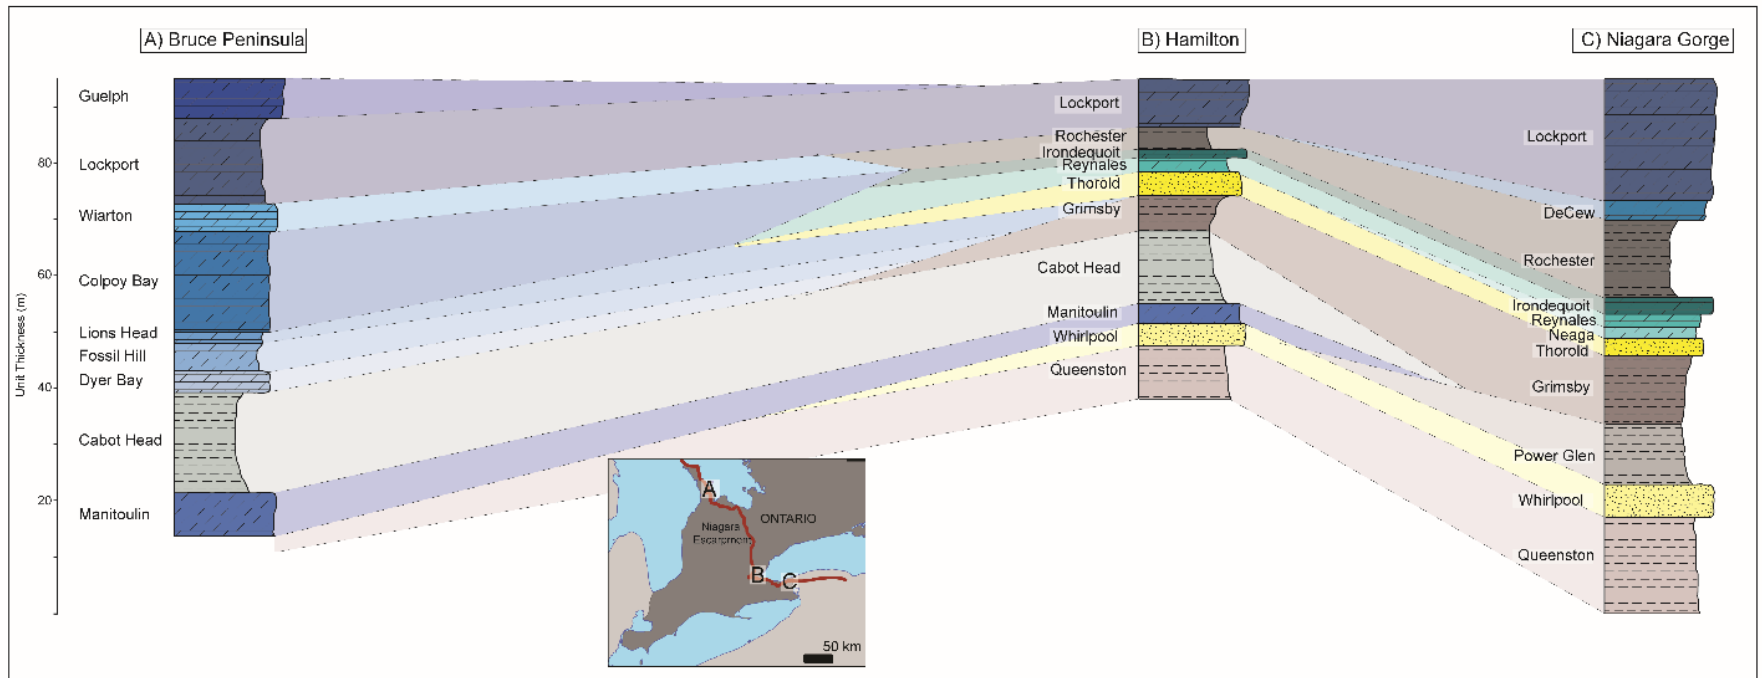 A) Bruce Peninsula
B) Hamilton
C) Niagara Gorge
Unit Thickness (m)
80
60
40
20
Guelph
Lockport
Wiarton
Colpoy Bay
Lions Head
Fossil Hill
Dyer Bay
Cabot Head
Manitoulin
Lockport
Rochester
Irondequoit
Reynales
Thorold
Grimsby
Cabot Head
Manitoulin
Whirlpool
Queenston
Lockport
DeCew
Rochester
Irondequoit
Reynales
Neaga
Thorold
Grimsby
Power Glen
Whirlpool
Queenston
A
ONTARIO
Niagara
Escarpment
B
C
50 km